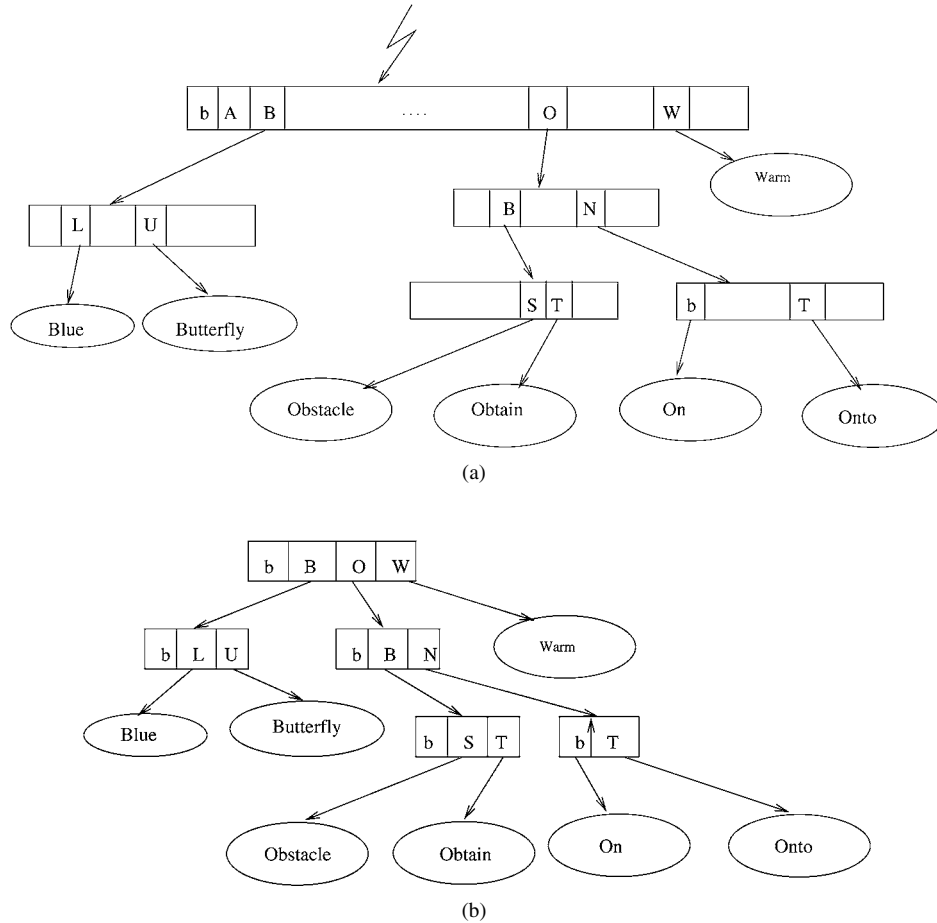 b A B .... O W
Warm
L U
B N
S T
b T
Blue
Butterfly
Obstacle
Obtain
On
Onto
(a)
b B O W
b L U
b B N
Warm
Blue
Butterfly
b S T
b T
Obstacle
Obtain
On
Onto
(b)